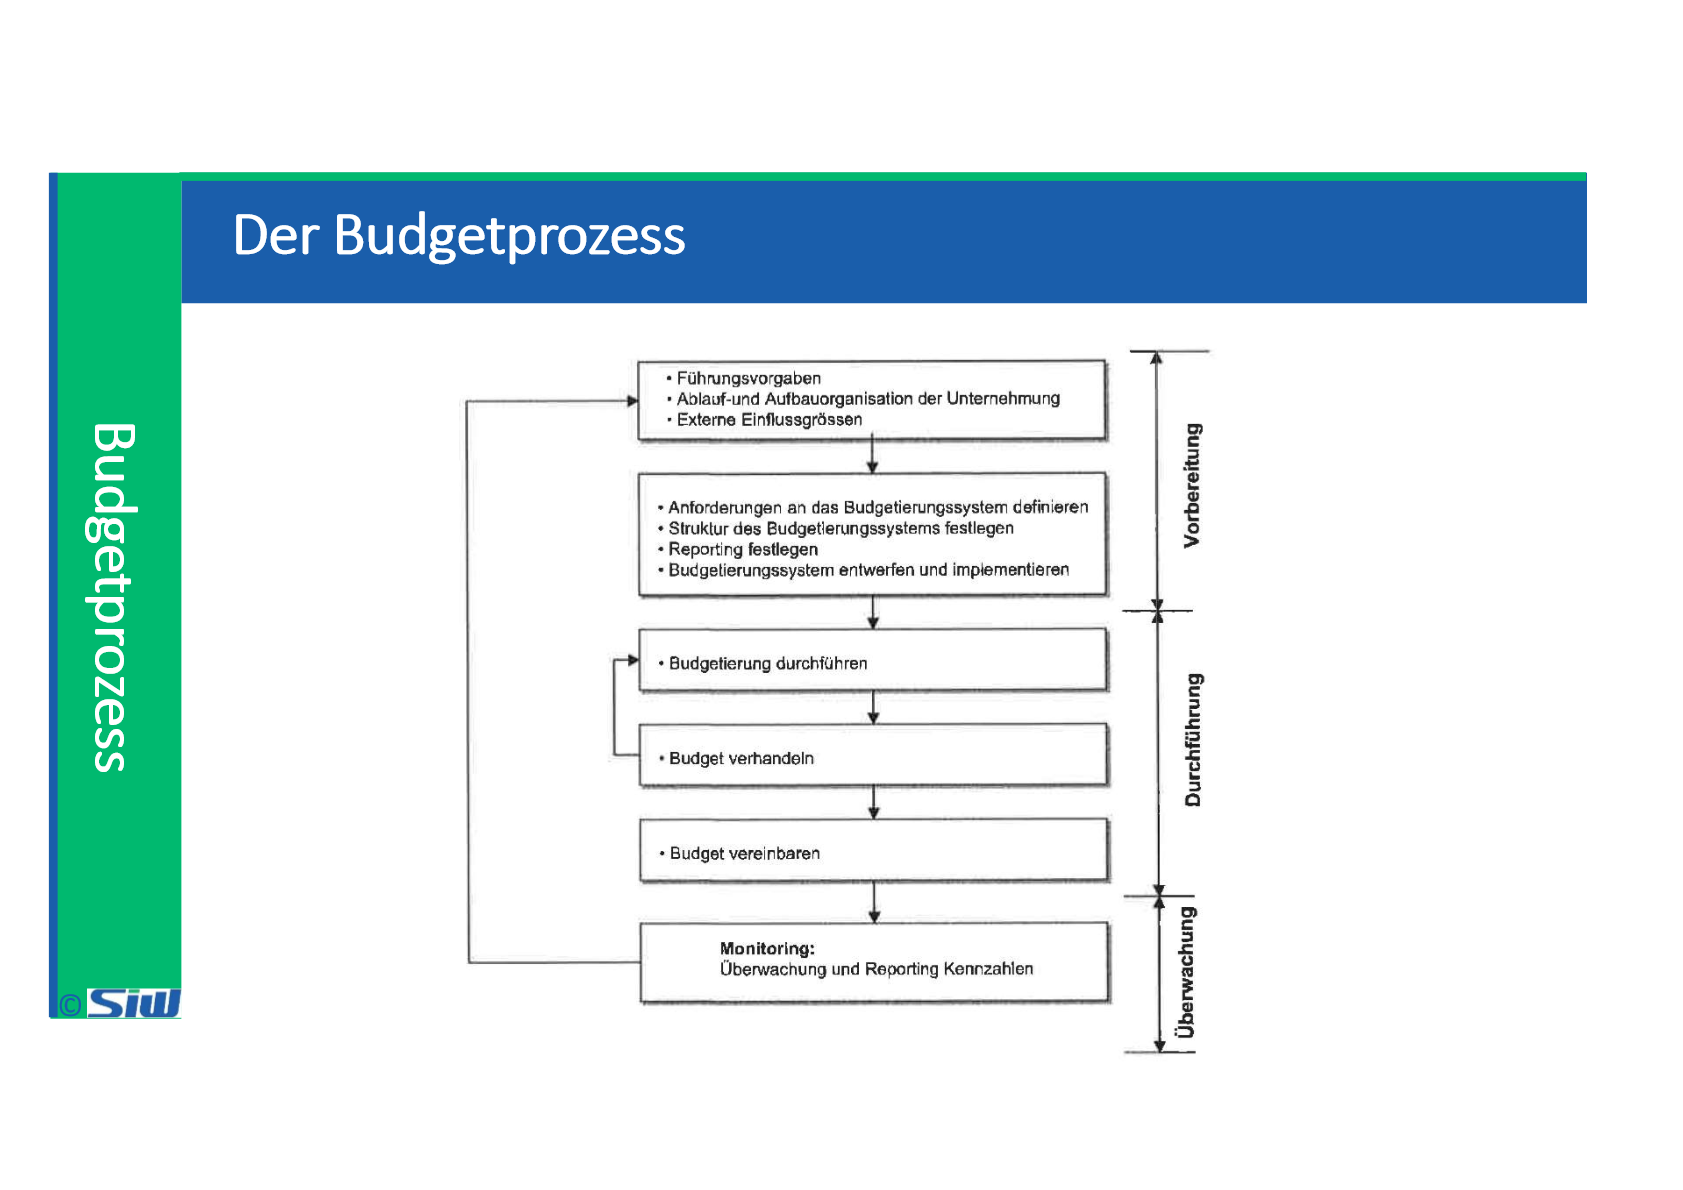 Der Budgetprozess
Budgetprozess
• Führungsvorgaben
• Ablauf-und Aufbauorganisation der Unternehmung
• Externe Einflussgrössen
• Anforderungen an das Budgetierungssystem definieren
• Struktur des Budgetierungssystems festlegen
• Reporting festlegen
• Budgetierungssystem entwerfen und implementieren
• Budgetierung durchführen
• Budget verhandeln
• Budget vereinbaren
Monitoring:
Überwachung und Reporting Kennzahlen
Vorbereitung
Durchführung
Überwachung
© SiW